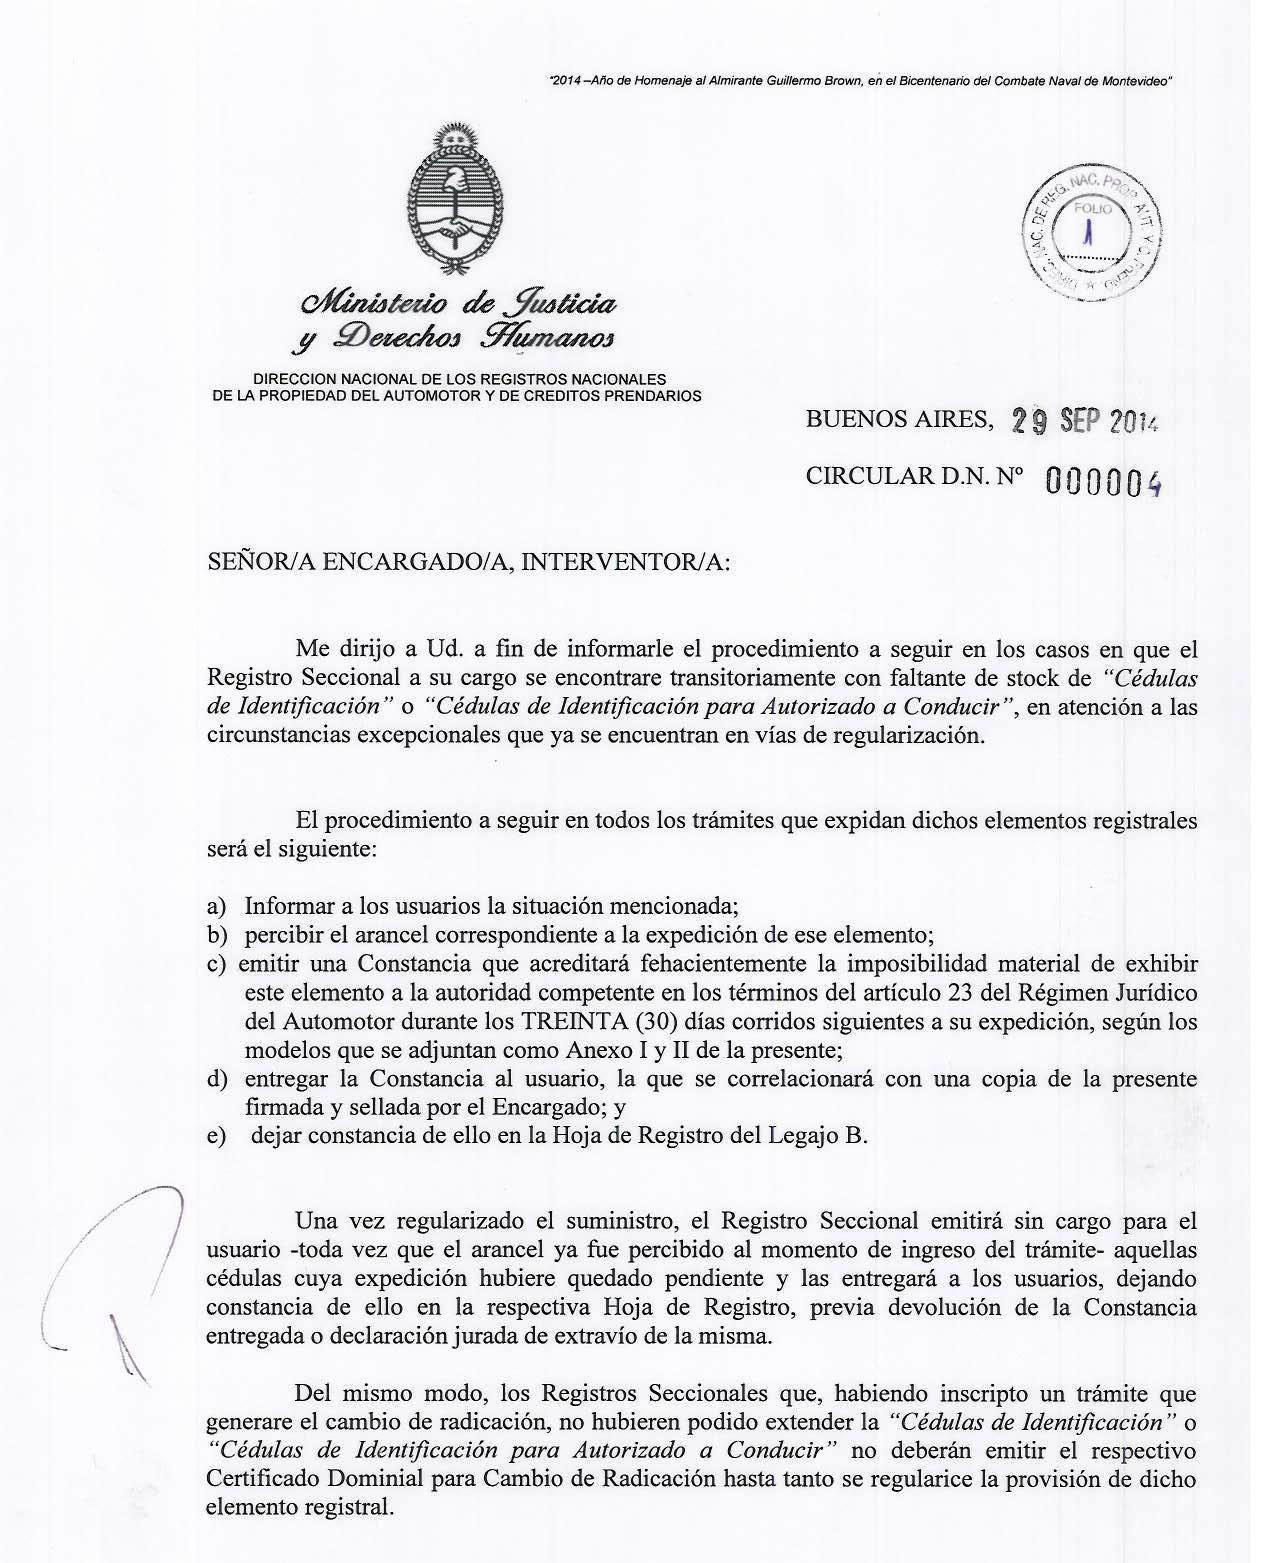 "2014 –Año de Homenaje al Almirante Guillermo Brown, en el Bicentenario del Combate Naval de Montevideo"
DIREC. NAC. DE REG. NAC. PROP. AUT. Y C. PREND.
FOLIO
1
Ministerio de Justicia
y Derechos Humanos
DIRECCION NACIONAL DE LOS REGISTROS NACIONALES
DE LA PROPIEDAD DEL AUTOMOTOR Y DE CREDITOS PRENDARIOS
BUENOS AIRES, 29 SEP 2014
CIRCULAR D.N. Nº 000004
SEÑOR/A ENCARGADO/A, INTERVENTOR/A:
Me dirijo a Ud. a fin de informarle el procedimiento a seguir en los casos en que el
Registro Seccional a su cargo se encontrare transitoriamente con faltante de stock de "Cédulas
de Identificación" o "Cédulas de Identificación para Autorizado a Conducir", en atención a las
circunstancias excepcionales que ya se encuentran en vías de regularización.
El procedimiento a seguir en todos los trámites que expidan dichos elementos registrales
será el siguiente:
a) Informar a los usuarios la situación mencionada;
b) percibir el arancel correspondiente a la expedición de ese elemento;
c) emitir una Constancia que acreditará fehacientemente la imposibilidad material de exhibir
este elemento a la autoridad competente en los términos del artículo 23 del Régimen Jurídico
del Automotor durante los TREINTA (30) días corridos siguientes a su expedición, según los
modelos que se adjuntan como Anexo I y II de la presente;
d) entregar la Constancia al usuario, la que se correlacionará con una copia de la presente
firmada y sellada por el Encargado; y
e) dejar constancia de ello en la Hoja de Registro del Legajo B.
Una vez regularizado el suministro, el Registro Seccional emitirá sin cargo para el
usuario -toda vez que el arancel ya fue percibido al momento de ingreso del trámite- aquellas
cédulas cuya expedición hubiere quedado pendiente y las entregará a los usuarios, dejando
constancia de ello en la respectiva Hoja de Registro, previa devolución de la Constancia
entregada o declaración jurada de extravío de la misma.
Del mismo modo, los Registros Seccionales que, habiendo inscripto un trámite que
generare el cambio de radicación, no hubieren podido extender la "Cédulas de Identificación" o
"Cédulas de Identificación para Autorizado a Conducir" no deberán emitir el respectivo
Certificado Dominial para Cambio de Radicación hasta tanto se regularice la provisión de dicho
elemento registral.